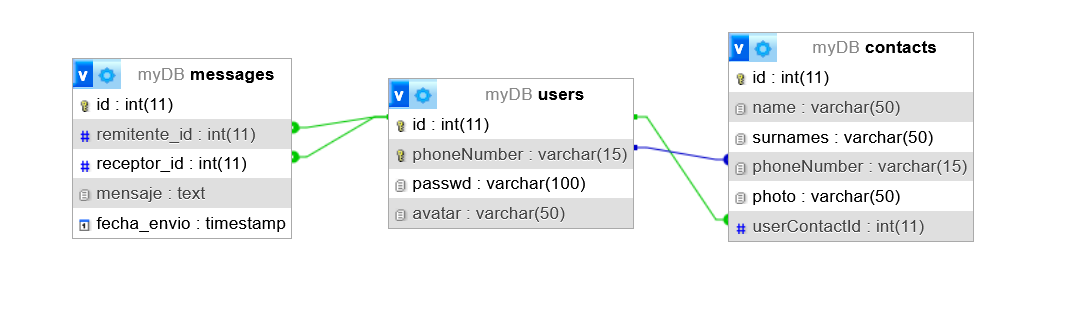 v myDB messages
id : int(11)
# remitente_id : int(11)
# receptor_id : int(11)
mensaje : text
1 fecha_envio : timestamp
v myDB users
id : int(11)
phoneNumber : varchar(15)
passwd : varchar(100)
avatar : varchar(50)
v myDB contacts
id : int(11)
name : varchar(50)
surnames : varchar(50)
phoneNumber : varchar(15)
photo : varchar(50)
# userContactId : int(11)